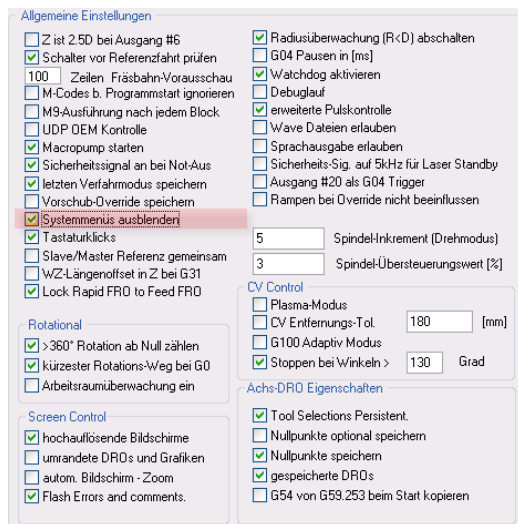 Allgemeine Einstellungen
Z ist 2.5D bei Ausgang #6
Schalter vor Referenzfahrt prüfen
100 Zeilen Fräsbahn-Vorausschau
M-Codes b. Programmstart ignorieren
M9-Ausführung nach jedem Block
UDP OEM Kontrolle
Macropump starten
Sicherheitssignal an bei Not-Aus
letzten Verfahrmodus speichern
Vorschub-Override speichern
Systemmenüs ausblenden
Tastaturklicks
Slave/Master Referenz gemeinsam
WZ-Längenoffset in Z bei G31
Lock Rapid FRO to Feed FRO
Rotational
>360° Rotation ab Null zählen
kürzester Rotations-Weg bei G0
Arbeitsraumüberwachung ein
Screen Control
hochauflösende Bildschirme
umrandete DROs und Grafiken
autom. Bildschirm - Zoom
Flash Errors and comments.
Radiusüberwachung (R<D) abschalten
G04 Pausen in [ms]
Watchdog aktivieren
Debuglauf
erweiterte Pulskontrolle
Wave Dateien erlauben
Sprachausgabe erlauben
Sicherheits-Sig. auf 5kHz für Laser Standby
Ausgang #20 als G04 Trigger
Rampen bei Override nicht beeinflussen
5 Spindel-Inkrement (Drehmodus)
3 Spindel-Übersteuerungswert [%]
CV Control
Plasma-Modus
CV Entfernungs-Tol. 180 [mm]
G100 Adaptiv Modus
Stoppen bei Winkeln > 130 Grad
Achs-DRO Eigenschaften
Tool Selections Persistent.
Nullpunkte optional speichern
Nullpunkte speichern
gespeicherte DROs
G54 von G59.253 beim Start kopieren